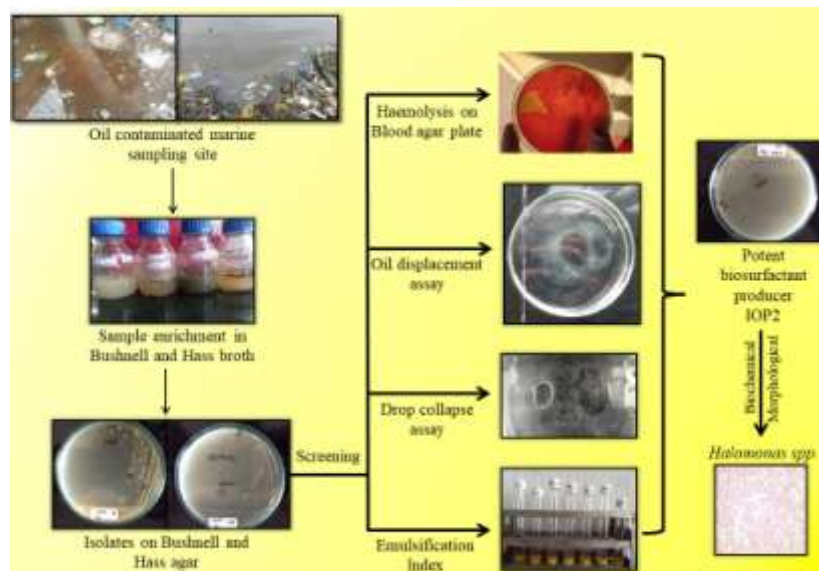 Oil contaminated marine
sampling site
Sample enrichment in
Bushnell and Hass broth
Isolates on Bushnell and
Hass agar
Screening
Haemolysis on
Blood agar plate
Oil displacement
assay
Drop collapse
assay
Emulsification
Index
Potent
biosurfactant
producer
IOP2
Biochemical
Morphological
Halomonas spp